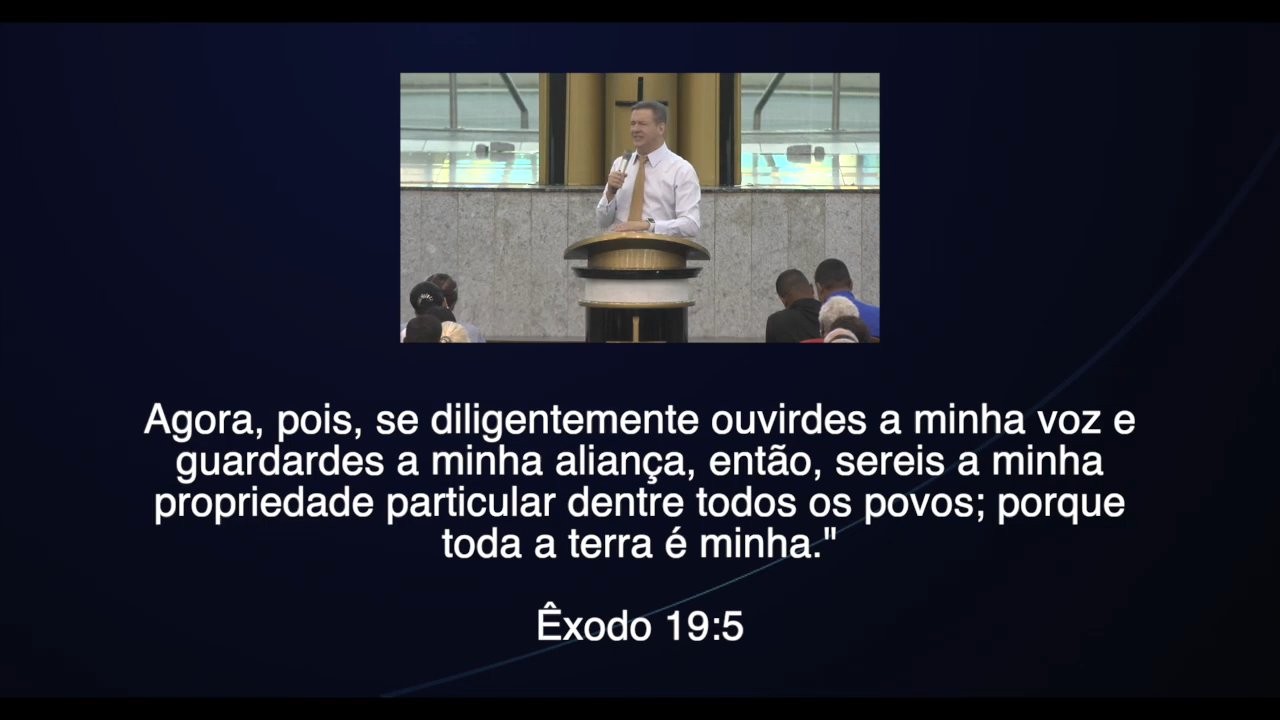 Agora, pois, se diligentemente ouvirdes a minha voz e
guardardes a minha aliança, então, sereis a minha
propriedade particular dentre todos os povos; porque
toda a terra é minha."
Êxodo 19:5